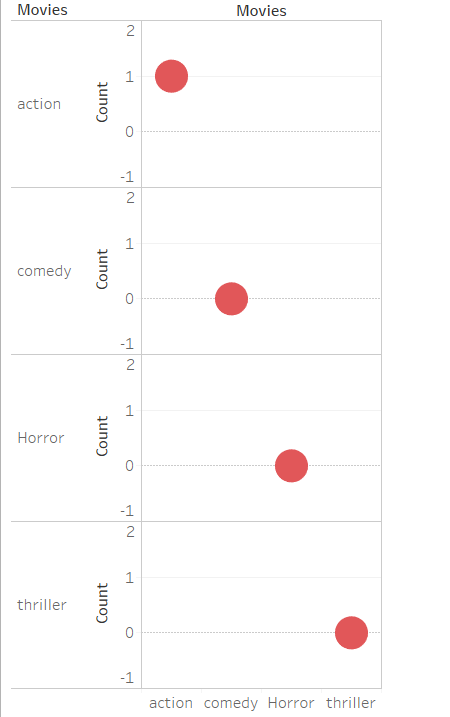 Movies Movies
2
1
0
-1
action
Count
2
1
0
-1
comedy
Count
2
1
0
-1
Horror
Count
2
1
0
-1
thriller
Count
action comedy Horror thriller